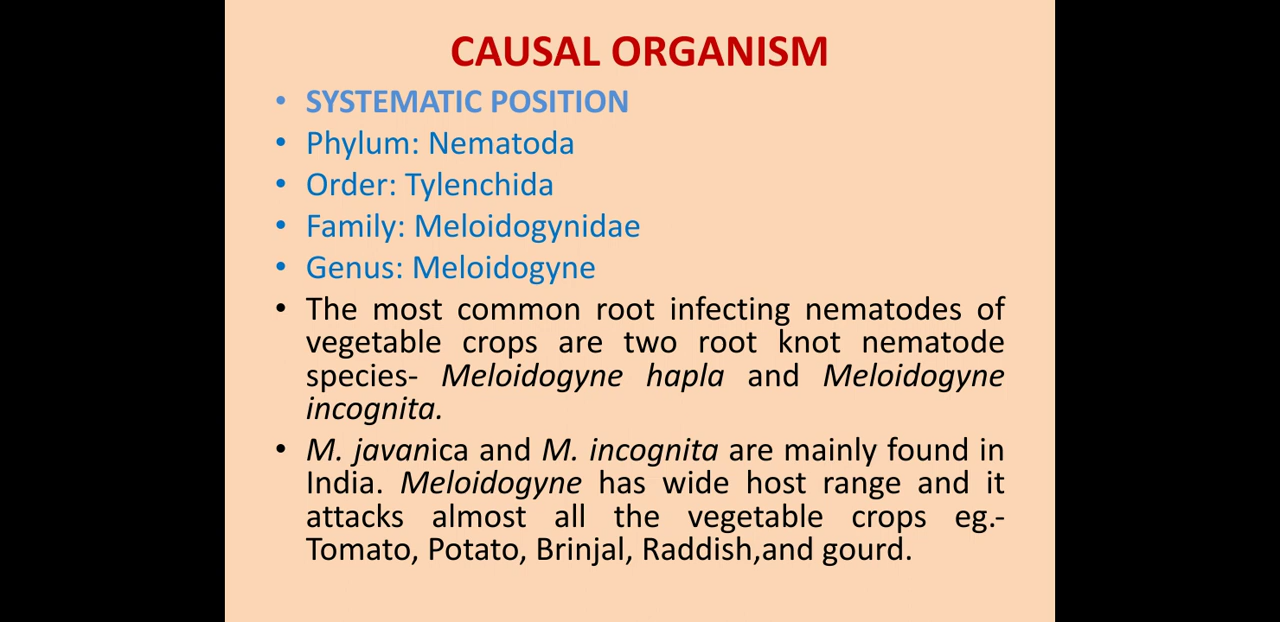 CAUSAL ORGANISM
• SYSTEMATIC POSITION
• Phylum: Nematoda
• Order: Tylenchida
• Family: Meloidogynidae
• Genus: Meloidogyne
• The most common root infecting nematodes of
vegetable crops are two root knot nematode
species- Meloidogyne hapla and Meloidogyne
incognita.
• M. javanica and M. incognita are mainly found in
India. Meloidogyne has wide host range and it
attacks almost all the vegetable crops eg.-
Tomato, Potato, Brinjal, Raddish,and gourd.